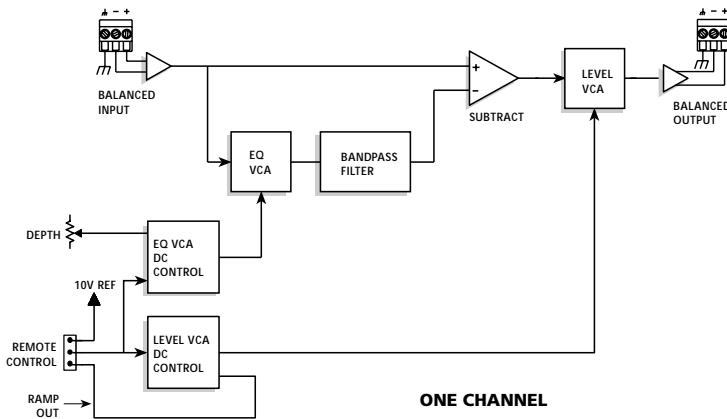 – +
– +
BALANCED
INPUT
+
–
SUBTRACT
LEVEL
VCA
BALANCED
OUTPUT
EQ
VCA
BANDPASS
FILTER
DEPTH
EQ VCA
DC
CONTROL
10V REF
REMOTE
CONTROL
LEVEL VCA
DC
CONTROL
RAMP
OUT
ONE CHANNEL